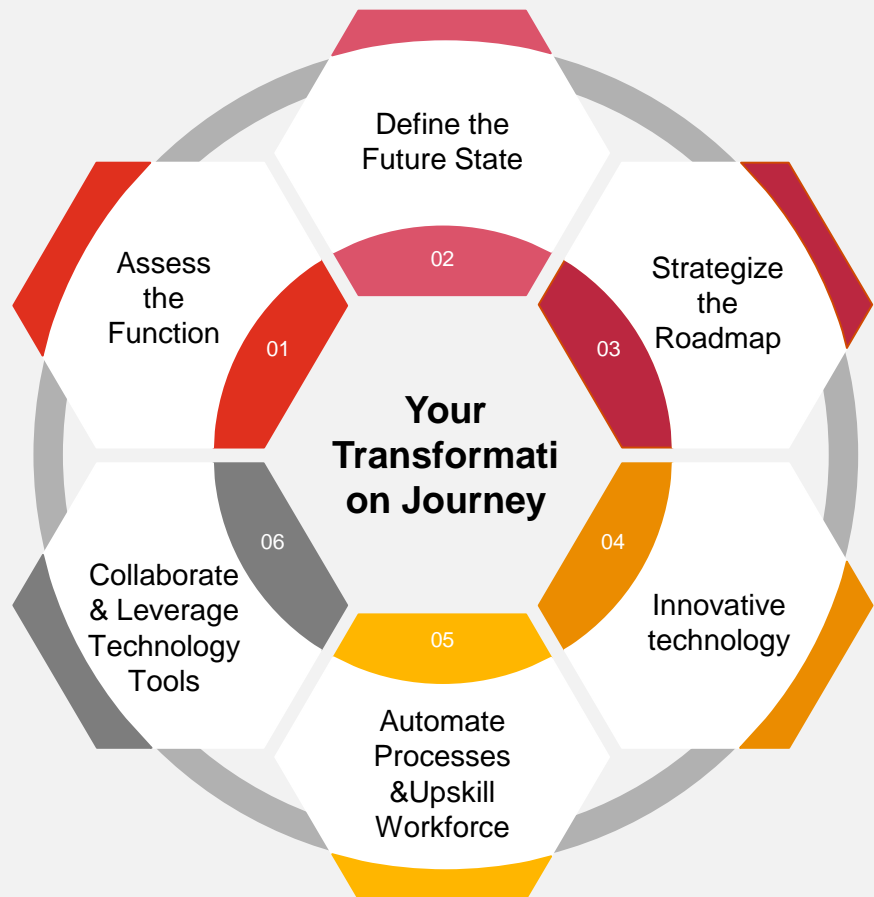 Your
Transformati
on Journey
01
Assess
the
Function
02
Define the
Future State
03
Strategize
the
Roadmap
04
Innovative
technology
05
Automate
Processes
&Upskill
Workforce
06
Collaborate
& Leverage
Technology
Tools